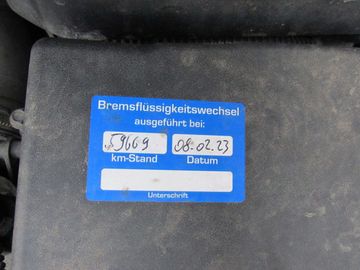 Bremsflüssigkeitswechsel
ausgeführt bei:
59669 08.02.23
km-Stand Datum
Unterschrift